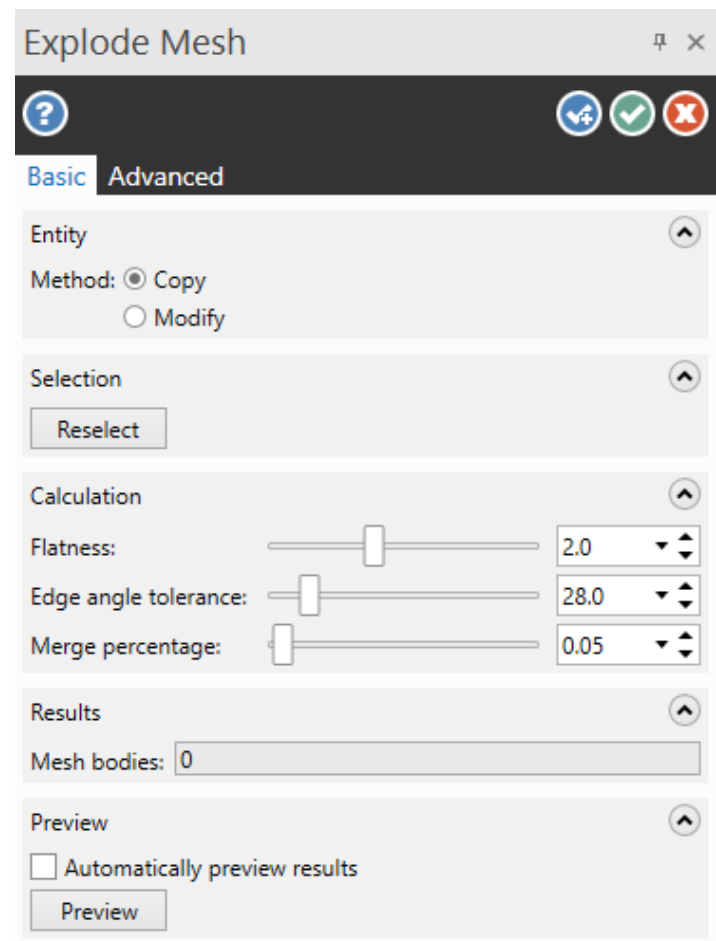 Explode Mesh
?
Basic Advanced
Entity
Method: Copy
Modify
Selection
Reselect
Calculation
Flatness: 2.0
Edge angle tolerance: 28.0
Merge percentage: 0.05
Results
Mesh bodies: 0
Preview
Automatically preview results
Preview